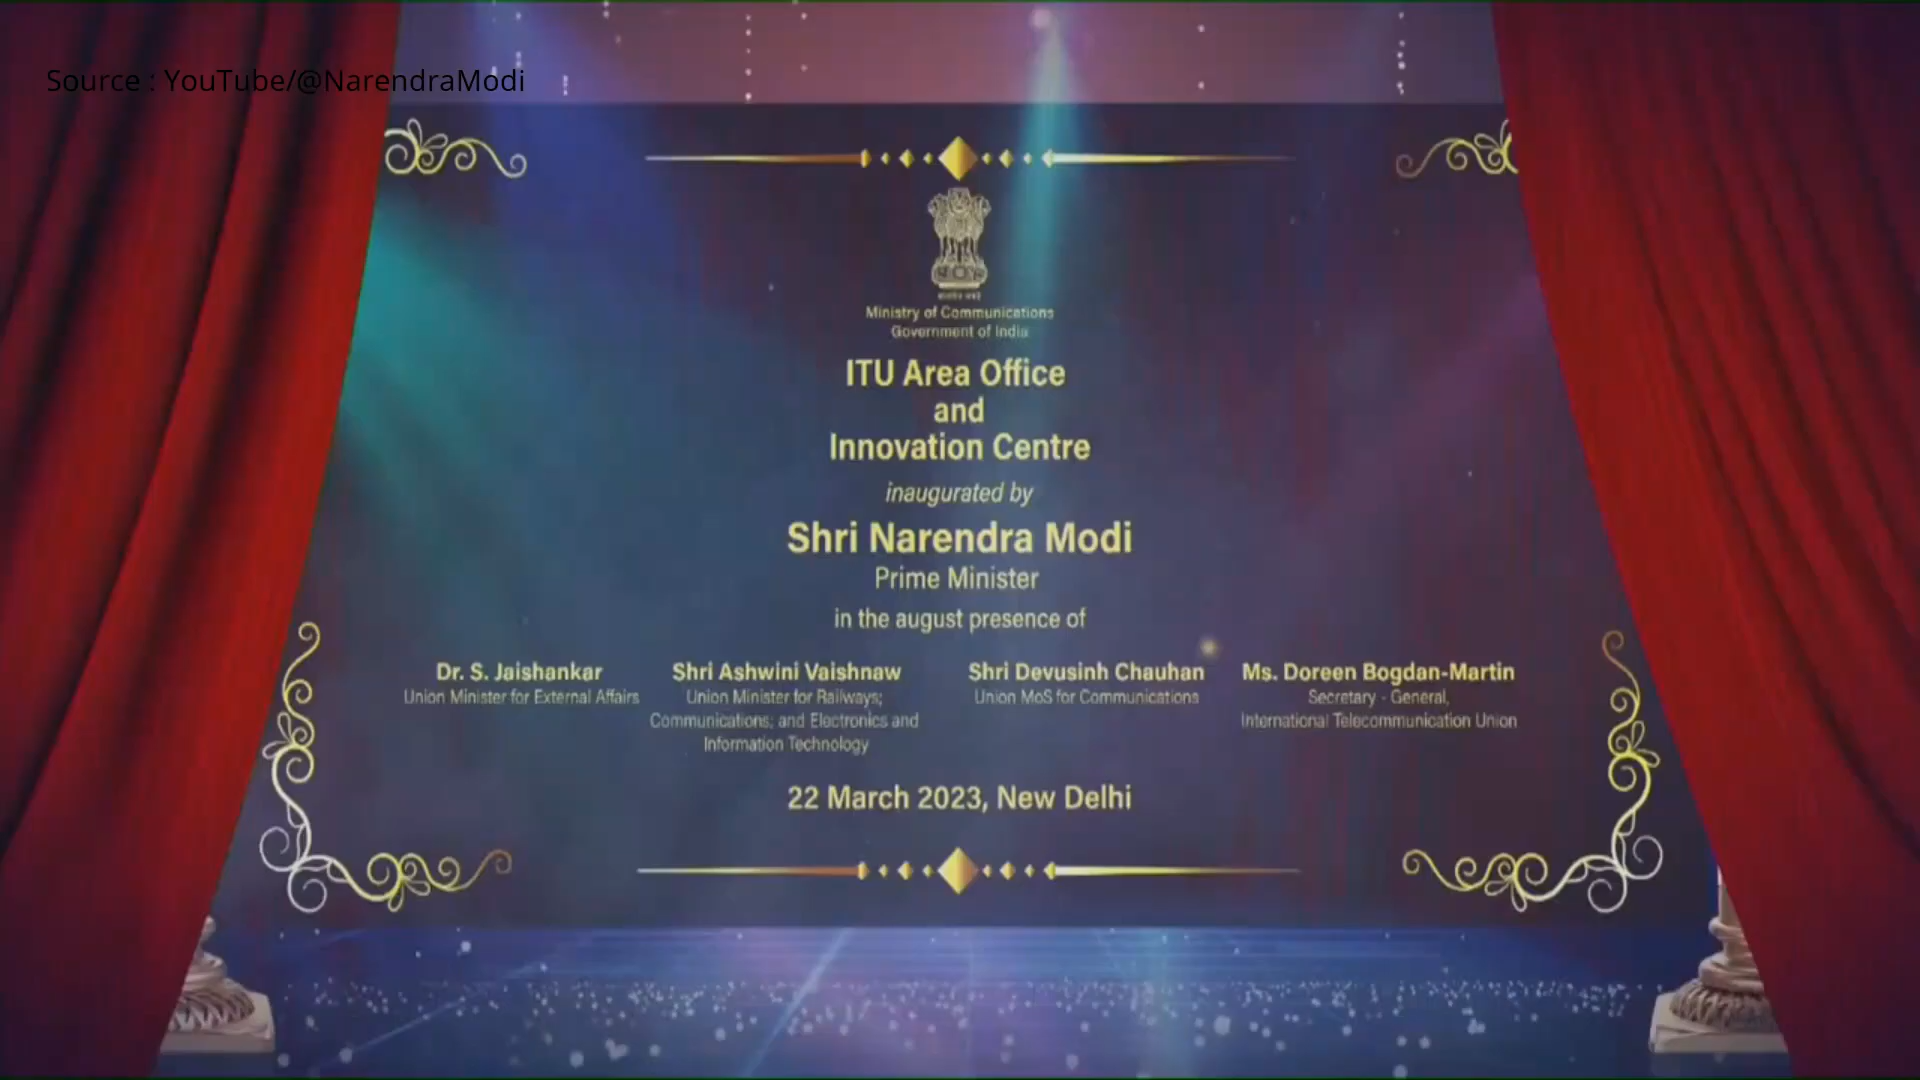 Source : YouTube/@NarendraModi
Ministry of Communications
Government of India
ITU Area Office
and
Innovation Centre
inaugurated by
Shri Narendra Modi
Prime Minister
in the august presence of
Dr. S. Jaishankar
Union Minister for External Affairs
Shri Ashwini Vaishnaw
Union Minister for Railways;
Communications; and Electronics and
Information Technology
Shri Devusinh Chauhan
Union MoS for Communications
Ms. Doreen Bogdan-Martin
Secretary - General,
International Telecommunication Union
22 March 2023, New Delhi